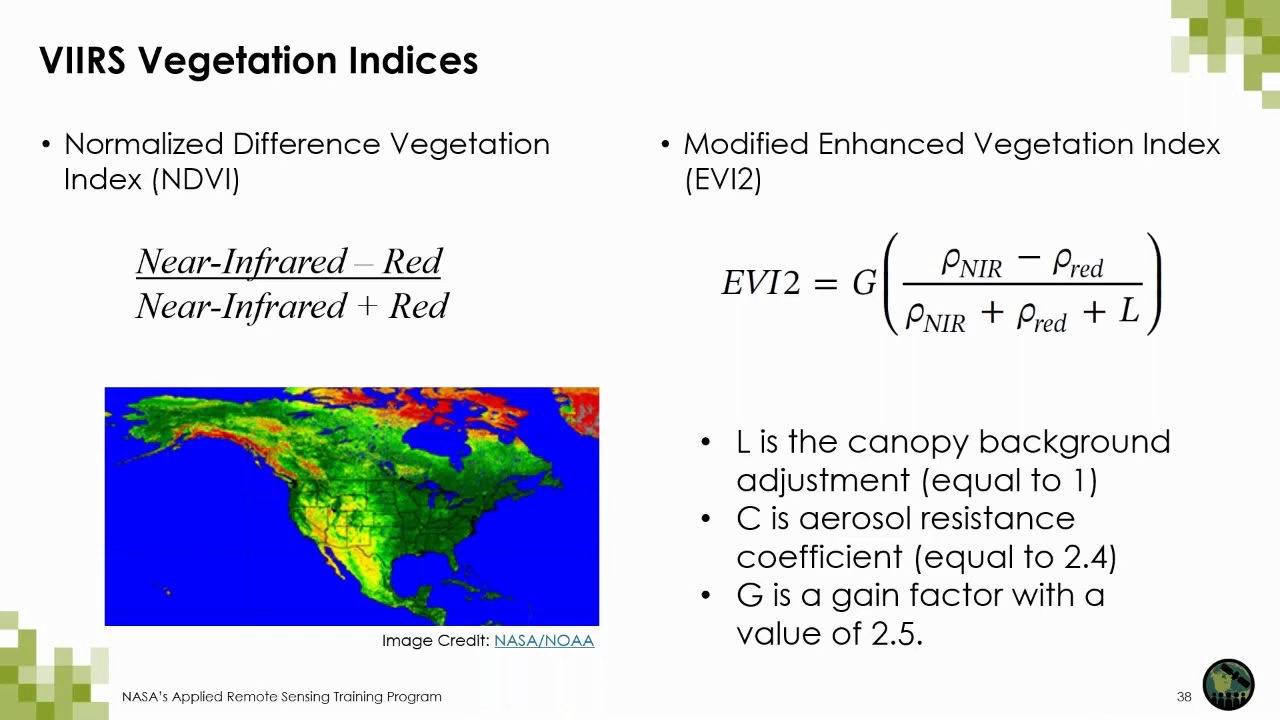 VIIRS Vegetation Indices
• Normalized Difference Vegetation
Index (NDVI)
Near-Infrared – Red
Near-Infrared + Red
Image Credit: NASA/NOAA
• Modified Enhanced Vegetation Index
(EVI2)
EVI2 = G( (ρNIR − ρred) / (ρNIR + ρred + L) )
• L is the canopy background
adjustment (equal to 1)
• C is aerosol resistance
coefficient (equal to 2.4)
• G is a gain factor with a
value of 2.5.
NASA's Applied Remote Sensing Training Program
38